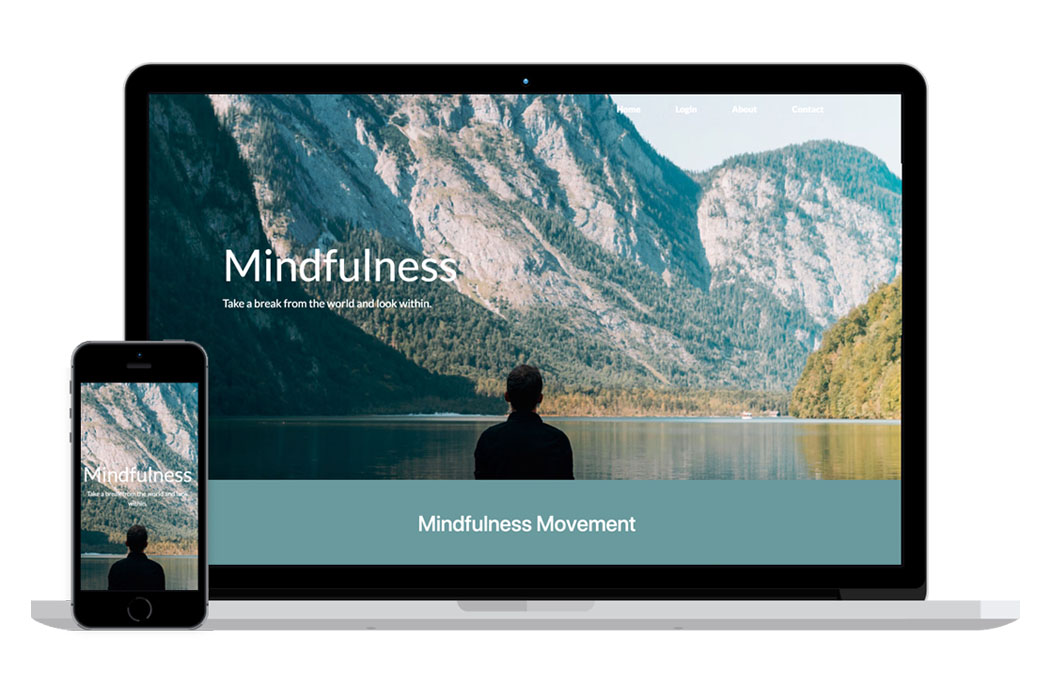 Home Login About Contact
Mindfulness
Take a break from the world and look within.
Mindfulness Movement
Mindfulness
Take a break from the world and look
within.